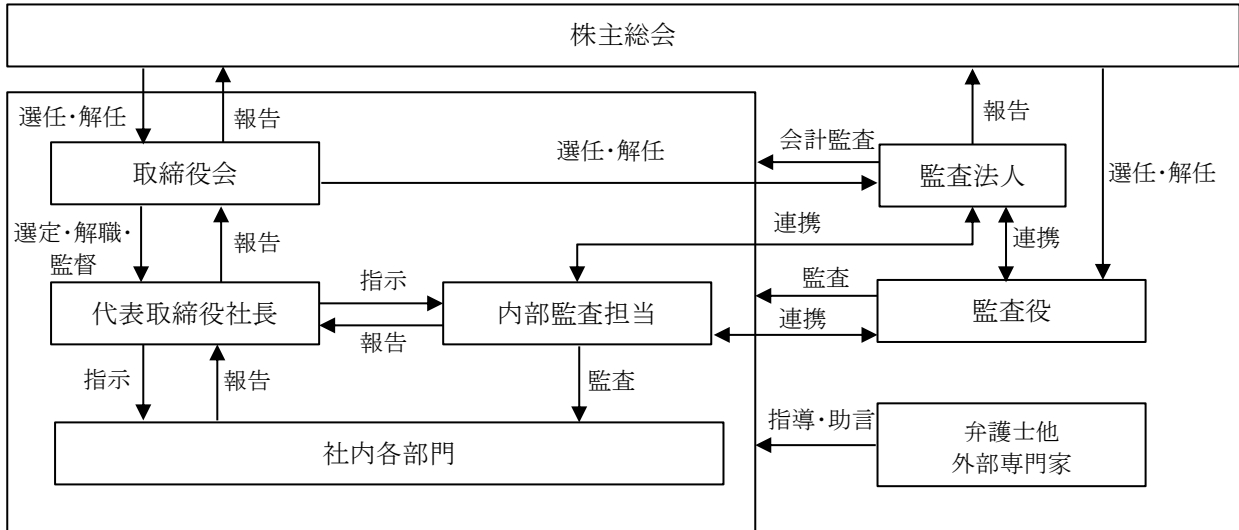 株主総会
選任・解任
報告
報告
取締役会
選任・解任
会計監査
監査法人
選任・解任
選定・解職・
監督
報告
連携
連携
代表取締役社長
指示
報告
内部監査担当
監査
連携
監査役
指示
報告
監査
指導・助言
弁護士他
外部専門家
社内各部門